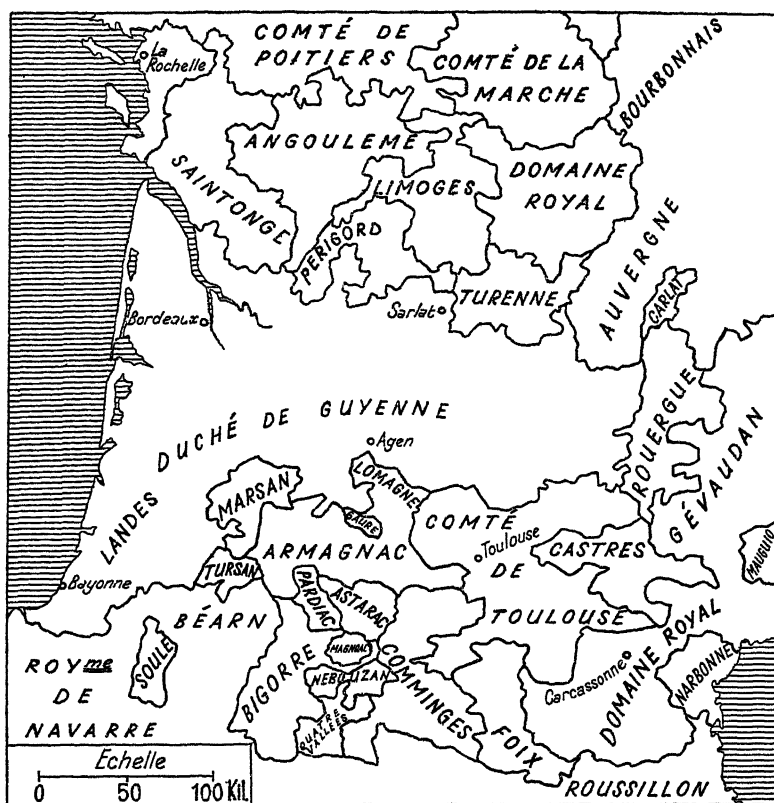 COMTÉ DE
POITIERS
COMTÉ DE LA
MARCHE
BOURBONNAIS
La
Rochelle
ANGOULEME
SAINTONGE
LIMOGES
DOMAINE
ROYAL
PERIGORD
AUVERGNE
CARLAT
TURENNE
Sarlat
Bordeaux
DUCHÉ DE GUYENNE
Agen
ROUERGUE
GÉVAUDAN
LANDES
MARSAN
LOMAGNE
GAURE
COMTÉ
Toulouse
DE
TOULOUSE
CASTRES
MAUGUIO
ARMAGNAC
TURSAN
Bayonne
PARDIAC
ASTARAC
BÉARN
SOULE
ROYme
DE
NAVARRE
BIGORRE
MAGNOAC
NEBOUZAN
QUATRE
VALLÉES
COMMINGES
FOIX
Carcassonne
DOMAINE ROYAL
NARBONNE
ROUSSILLON
Echelle
0 50 100 Kil.